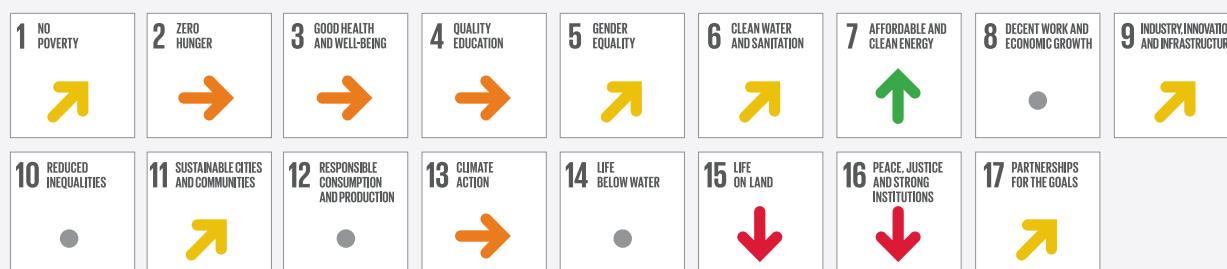 1 NO
POVERTY
2 ZERO
HUNGER
3 GOOD HEALTH
AND WELL-BEING
4 QUALITY
EDUCATION
5 GENDER
EQUALITY
6 CLEAN WATER
AND SANITATION
7 AFFORDABLE AND
CLEAN ENERGY
8 DECENT WORK AND
ECONOMIC GROWTH
9 INDUSTRY, INNOVATIO
AND INFRASTRUCTUR
10 REDUCED
INEQUALITIES
11 SUSTAINABLE CITIES
AND COMMUNITIES
12 RESPONSIBLE
CONSUMPTION
AND PRODUCTION
13 CLIMATE
ACTION
14 LIFE
BELOW WATER
15 LIFE
ON LAND
16 PEACE, JUSTICE
AND STRONG
INSTITUTIONS
17 PARTNERSHIPS
FOR THE GOALS